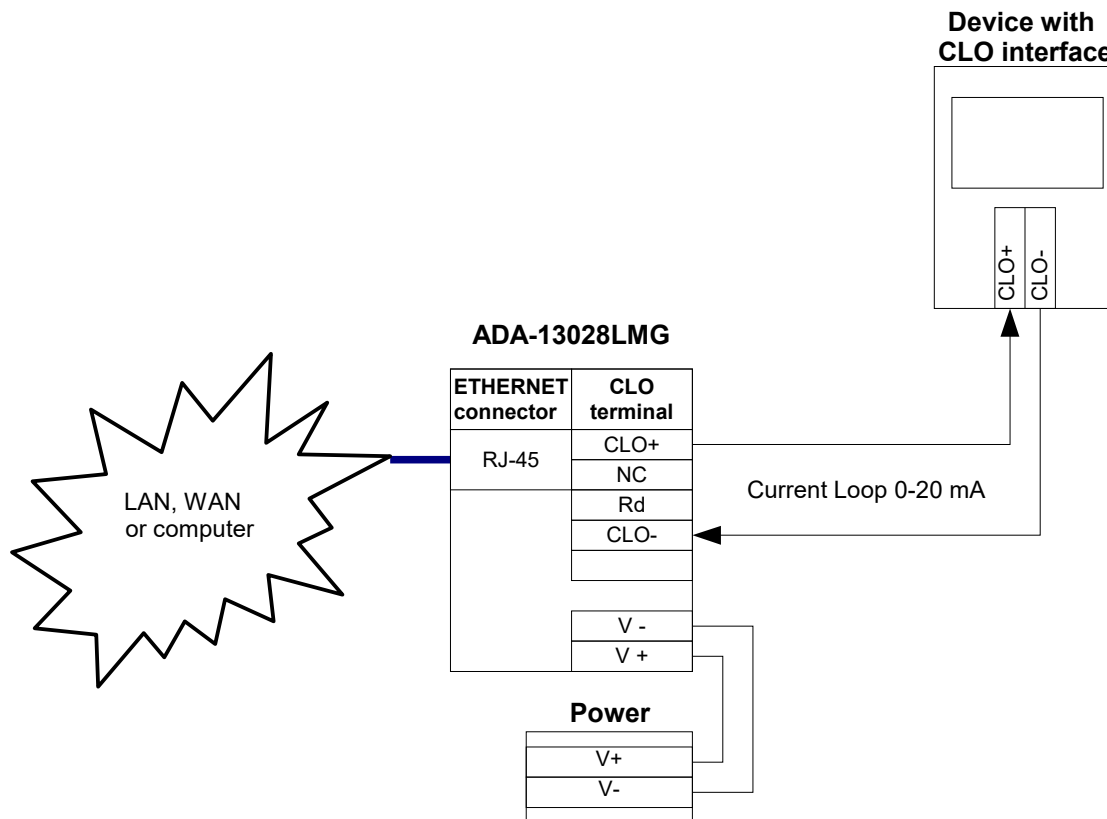 Device with
CLO interface
CLO+
CLO-
ADA-13028LMG
ETHERNET
connector
CLO
terminal
RJ-45
CLO+
NC
Rd
CLO-
Current Loop 0-20 mA
LAN, WAN
or computer
V -
V +
Power
V+
V-